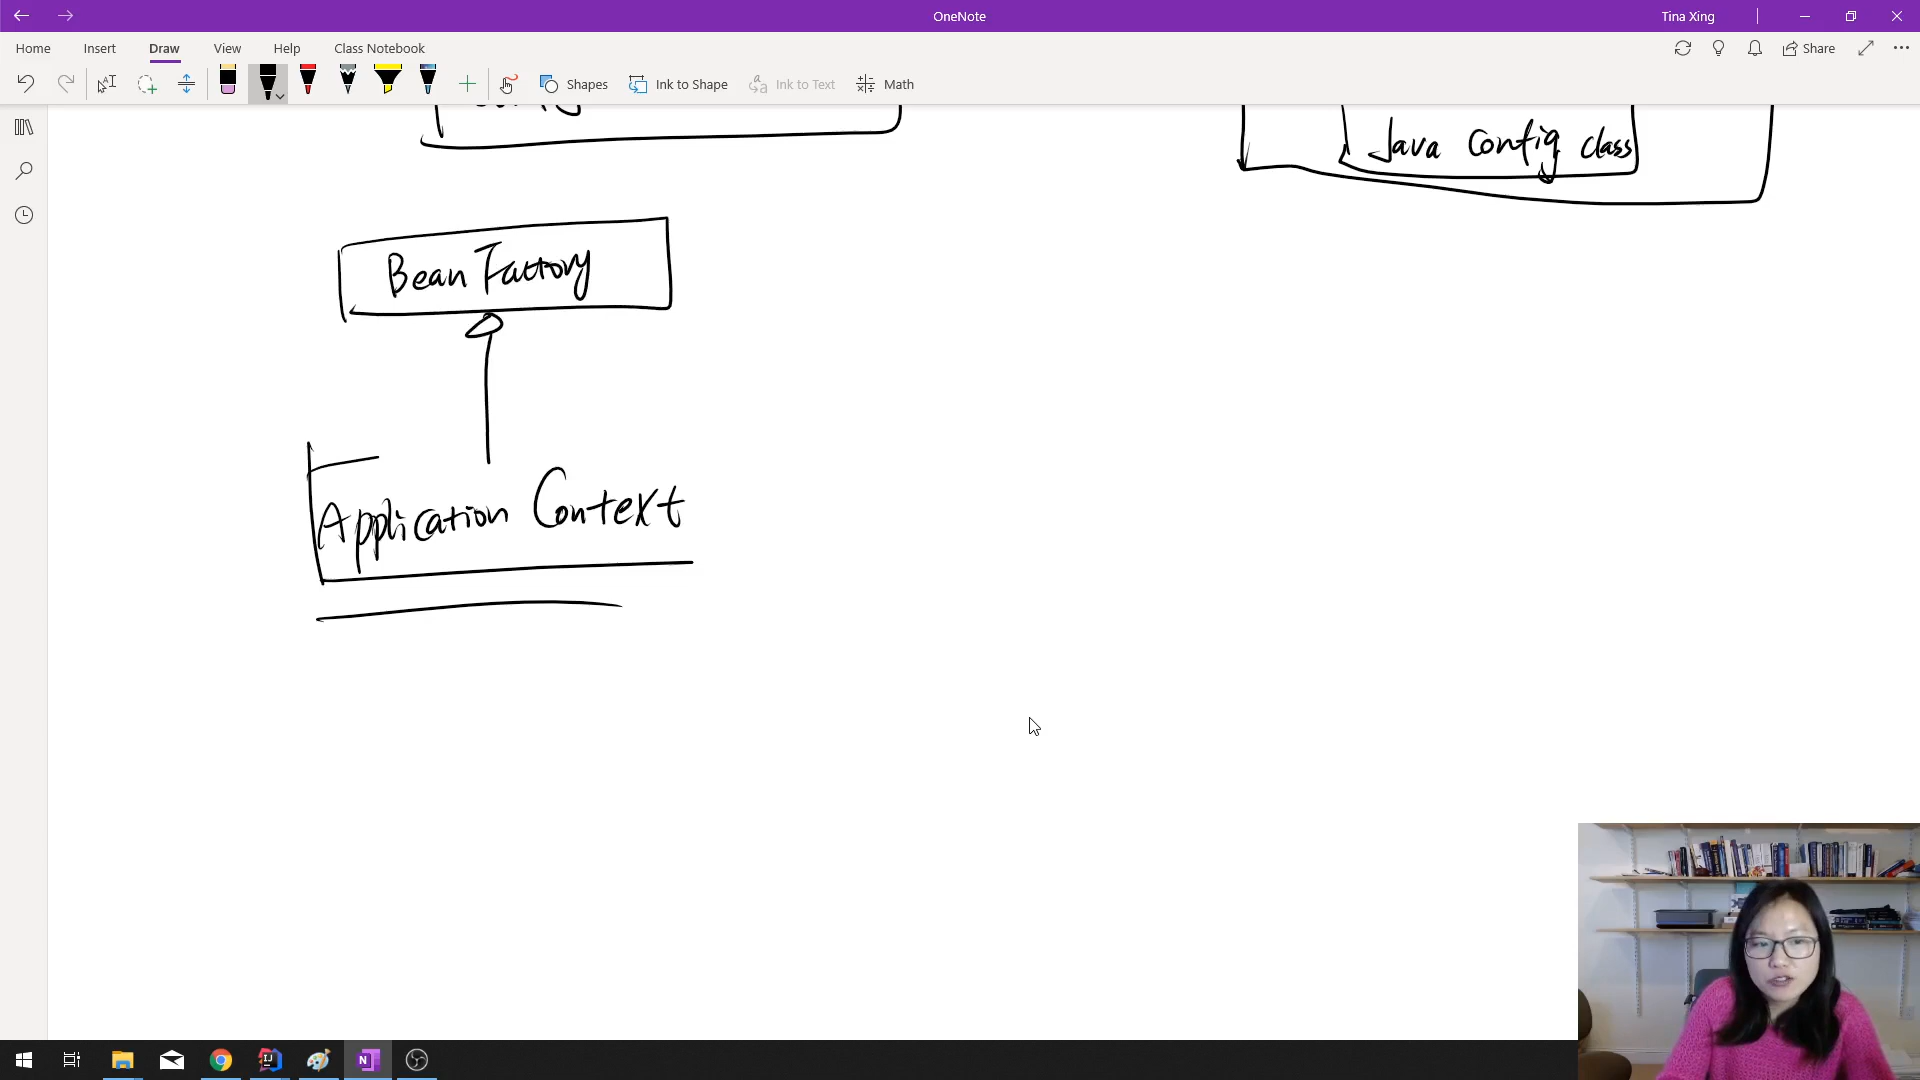 OneNote
Tina Xing
Home Insert Draw View Help Class Notebook
Share
Shapes
Ink to Shape
Ink to Text
Math
Java Config class
Bean Factory
Application Context